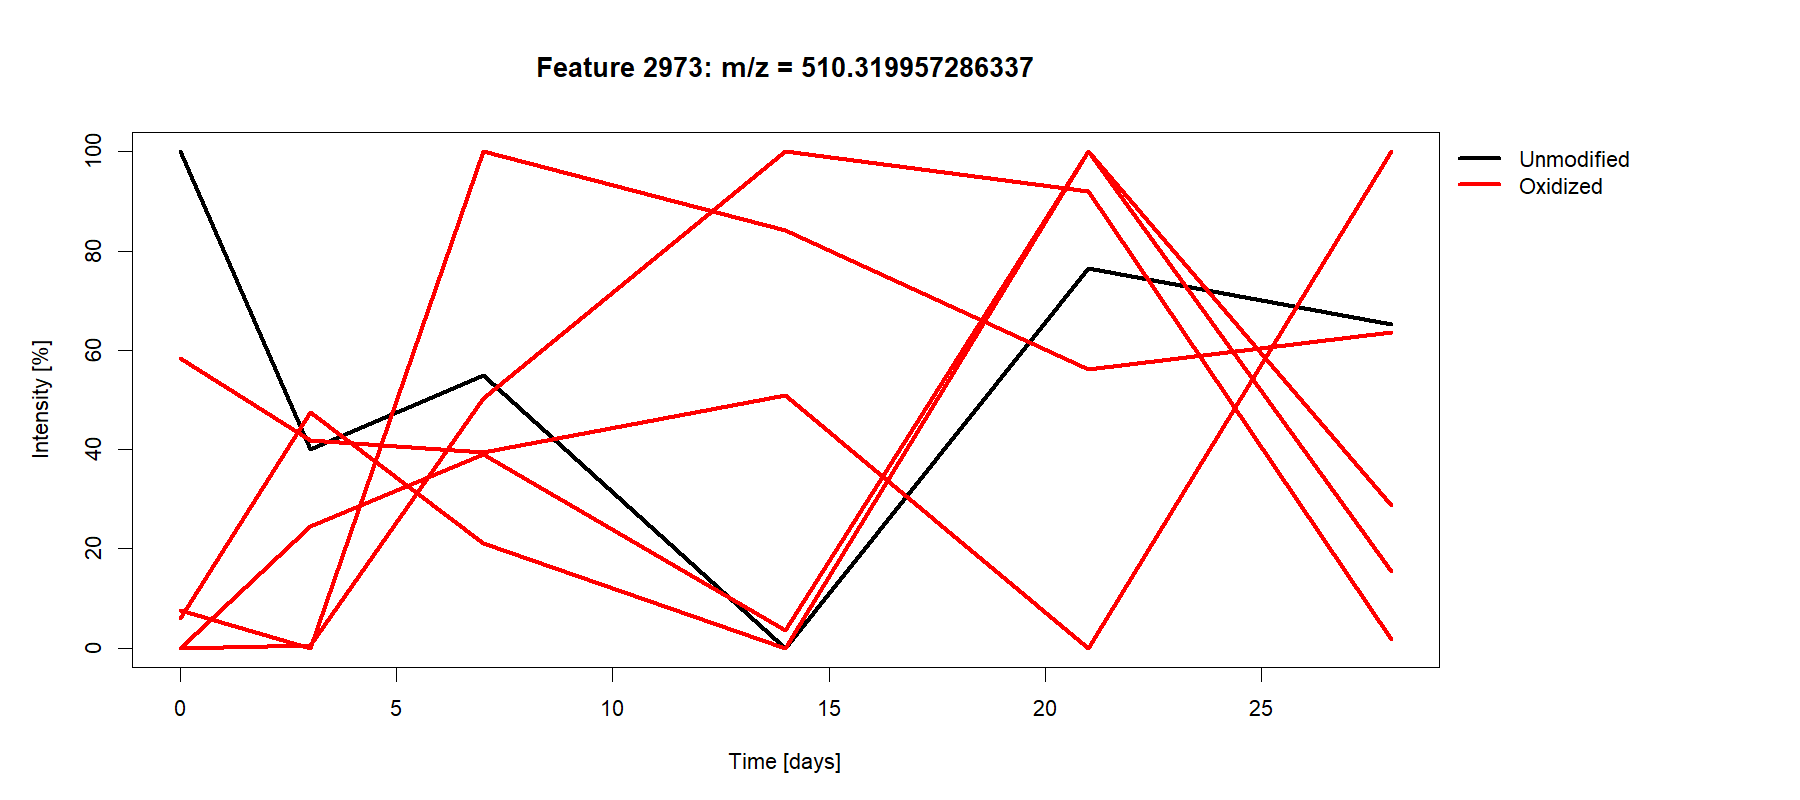 Feature 2973: m/z = 510.319957286337
Unmodified
Oxidized
Intensity [%]
100
80
60
40
20
0
0 5 10 15 20 25
Time [days]